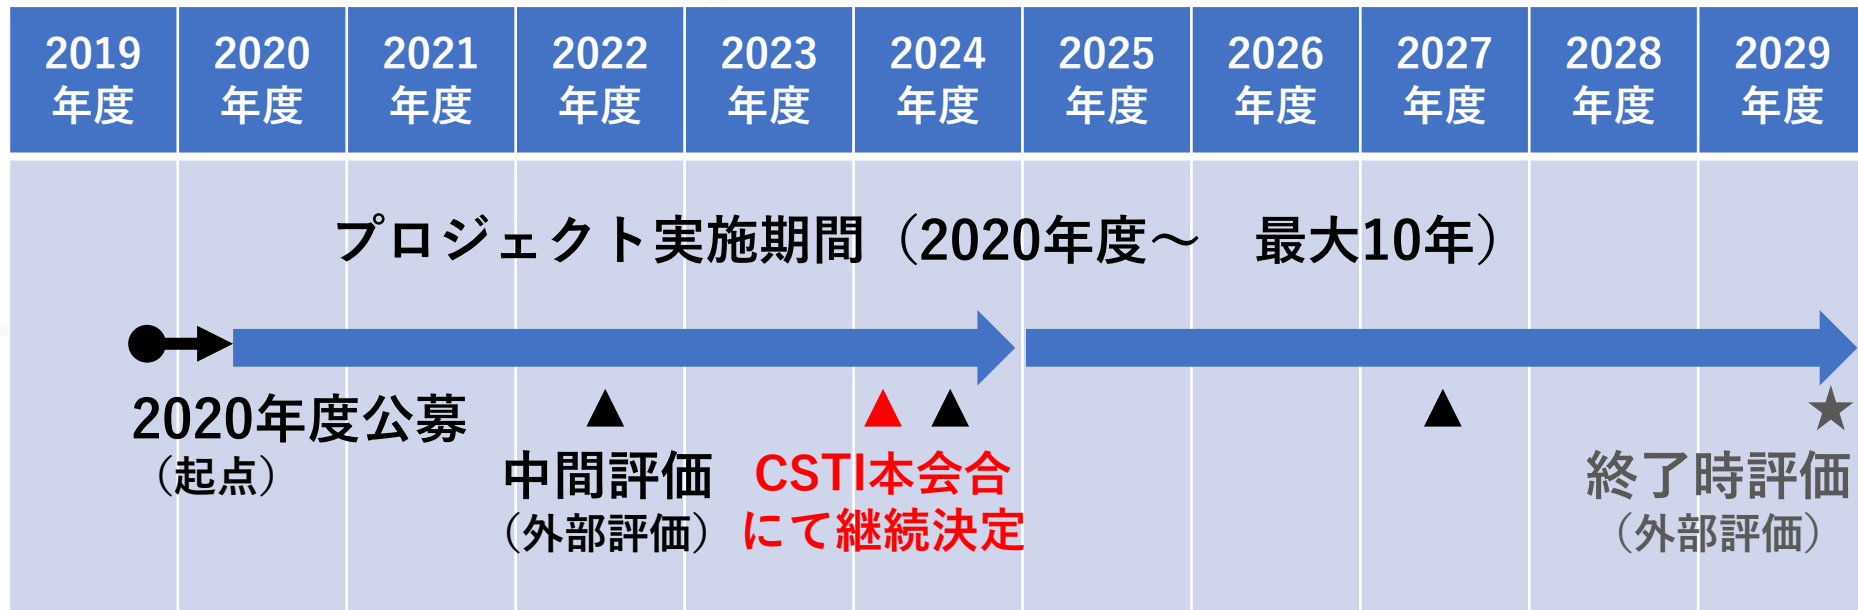 2019
年度
2020
年度
2021
年度
2022
年度
2023
年度
2024
年度
2025
年度
2026
年度
2027
年度
2028
年度
2029
年度
プロジェクト実施期間（2020年度～　最大10年）
2020年度公募
（起点）
中間評価
（外部評価）
CSTI本会合
にて継続決定
終了時評価
（外部評価）